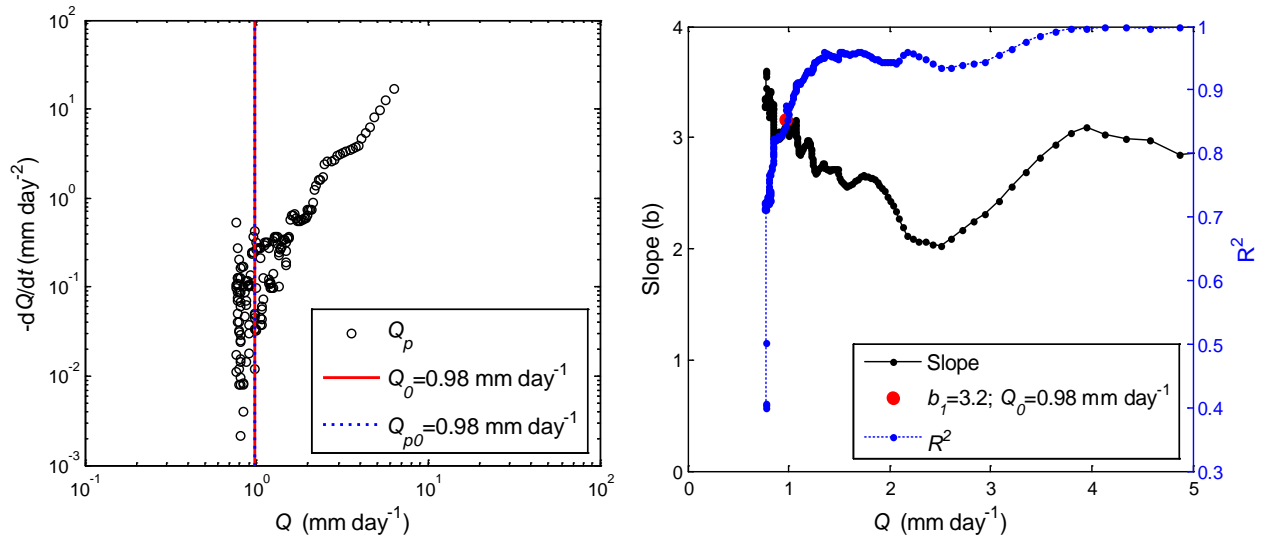 10^2
10^1
10^0
10^-1
10^-2
10^-3
-dQ/dt (mm day^-2)
Q_p
Q_0=0.98 mm day^-1
Q_p0=0.98 mm day^-1
10^-1 10^0 10^1 10^2
Q (mm day^-1)
4
3
2
1
0
Slope (b)
Slope
b_1=3.2; Q_0=0.98 mm day^-1
R^2
0 1 2 3 4 5
Q (mm day^-1)
1
0.9
0.8
0.7
0.6
0.5
0.4
0.3
R^2